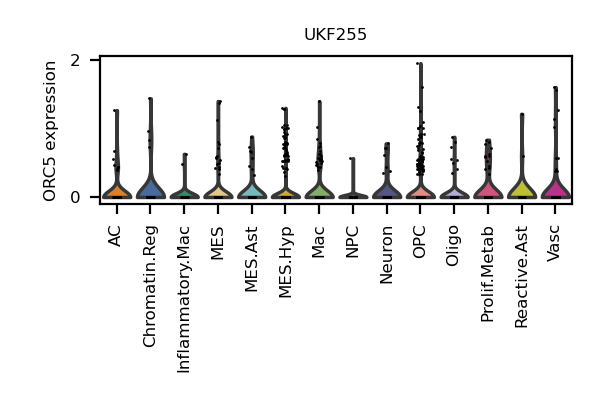 UKF255
ORC5 expression
2
0
AC
Chromatin.Reg
Inflammatory.Mac
MES
MES.Ast
MES.Hyp
Mac
NPC
Neuron
OPC
Oligo
Prolif.Metab
Reactive.Ast
Vasc